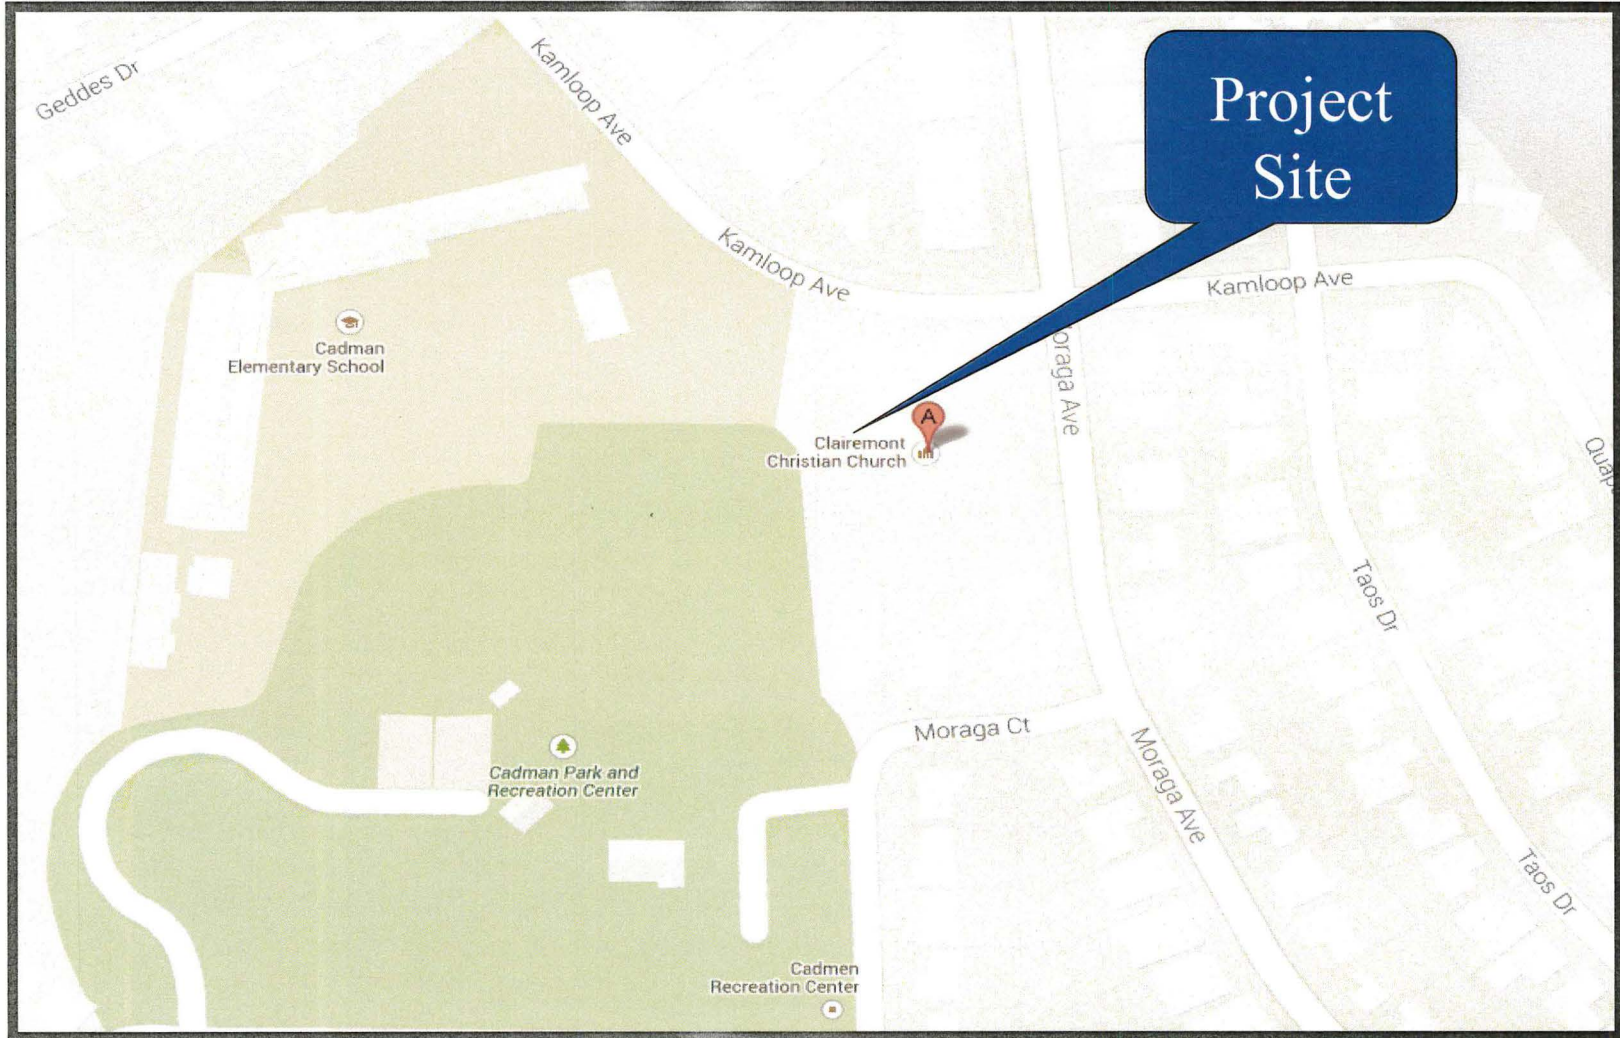 Geddes Dr
Kamloop Ave
Project
Site
Kamloop Ave
Kamloop Ave
Cadman
Elementary School
oraga Ave
A
Clairemont
Christian Church
Quap
Taos Dr
Moraga Ct
Moraga Ave
Cadman Park and
Recreation Center
Taos Dr
Cadmen
Recreation Center